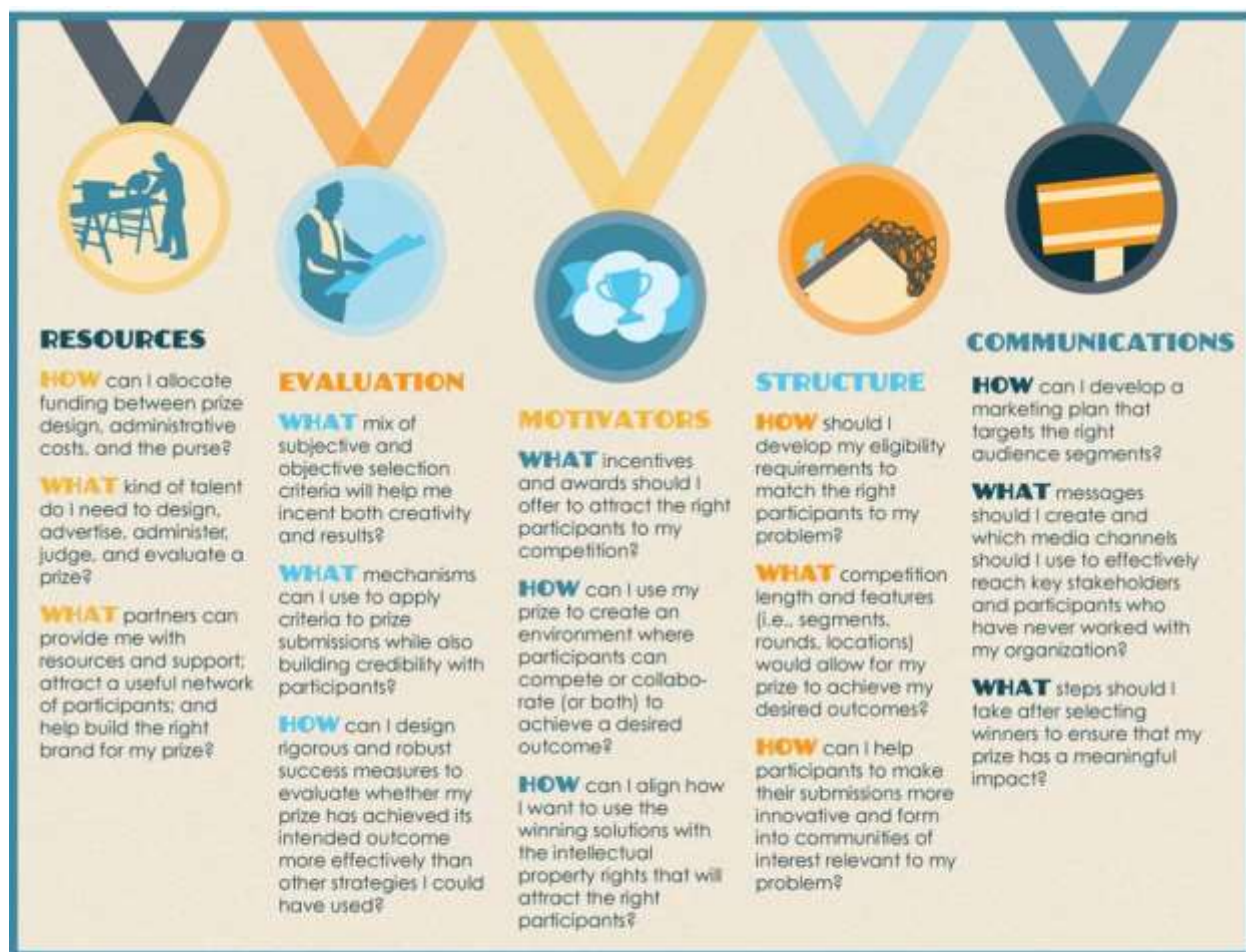 RESOURCES
HOW can I allocate
funding between prize
design, administrative
costs, and the purse?
WHAT kind of talent
do I need to design,
advertise, administer,
judge, and evaluate a
prize?
WHAT partners can
provide me with
resources and support;
attract a useful network
of participants; and
help build the right
brand for my prize?
EVALUATION
WHAT mix of
subjective and
objective selection
criteria will help me
incent both creativity
and results?
WHAT mechanisms
can I use to apply
criteria to prize
submissions while also
building credibility with
participants?
HOW can I design
rigorous and robust
success measures to
evaluate whether my
prize has achieved its
intended outcome
more effectively than
other strategies I could
have used?
MOTIVATORS
WHAT incentives
and awards should I
offer to attract the right
participants to my
competition?
HOW can I use my
prize to create an
environment where
participants can
compete or collabo-
rate (or both) to
achieve a desired
outcome?
HOW can I align how
I want to use the
winning solutions with
the intellectual
property rights that will
attract the right
participants?
STRUCTURE
HOW should I
develop my eligibility
requirements to
match the right
participants to my
problem?
WHAT competition
length and features
(i.e., segments,
rounds, locations)
would allow for my
prize to achieve my
desired outcomes?
HOW can I help
participants to make
their submissions more
innovative and form
into communities of
interest relevant to my
problem?
COMMUNICATIONS
HOW can I develop a
marketing plan that
targets the right
audience segments?
WHAT messages
should I create and
which media channels
should I use to effectively
reach key stakeholders
and participants who
have never worked with
my organization?
WHAT steps should I
take after selecting
winners to ensure that my
prize has a meaningful
impact?